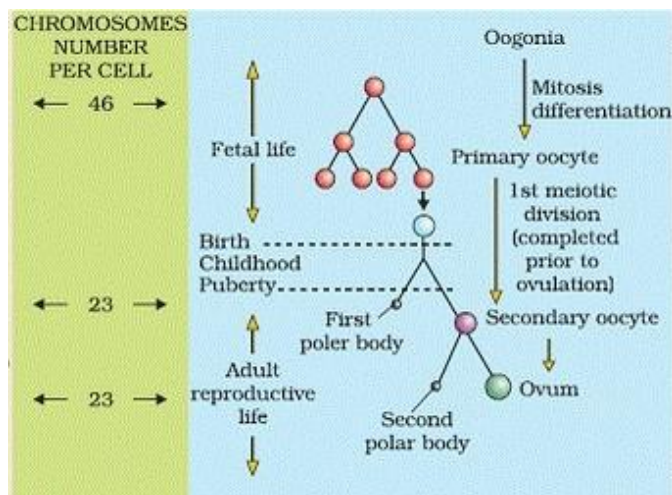 CHROMOSOMES
NUMBER
PER CELL
46
23
23
Fetal life
Birth
Childhood
Puberty
Adult
reproductive
life
First
poler body
Second
polar body
Oogonia
Mitosis
differentiation
Primary oocyte
1st meiotic
division
(completed
prior to
ovulation)
Secondary oocyte
Ovum